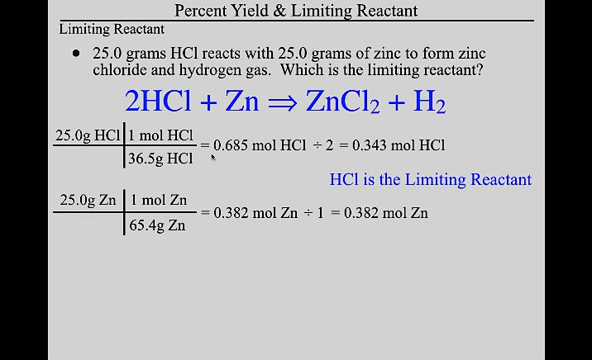 Percent Yield & Limiting Reactant
Limiting Reactant
• 25.0 grams HCl reacts with 25.0 grams of zinc to form zinc
chloride and hydrogen gas. Which is the limiting reactant?
2HCl + Zn ⇒ ZnCl₂ + H₂
25.0g HCl | 1 mol HCl
36.5g HCl
= 0.685 mol HCl ÷ 2 = 0.343 mol HCl
HCl is the Limiting Reactant
25.0g Zn | 1 mol Zn
65.4g Zn
= 0.382 mol Zn ÷ 1 = 0.382 mol Zn